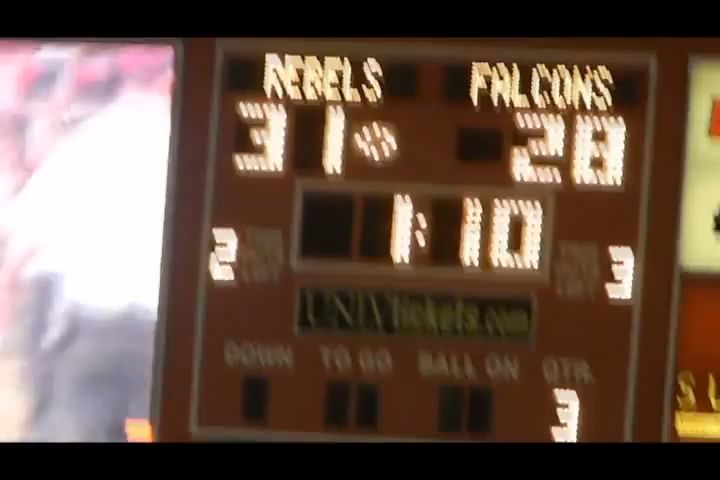 REBELS FALCONS
31 28
1:10
2 3
UNLVtickets.com
DOWN TO GO BALL ON QTR
3